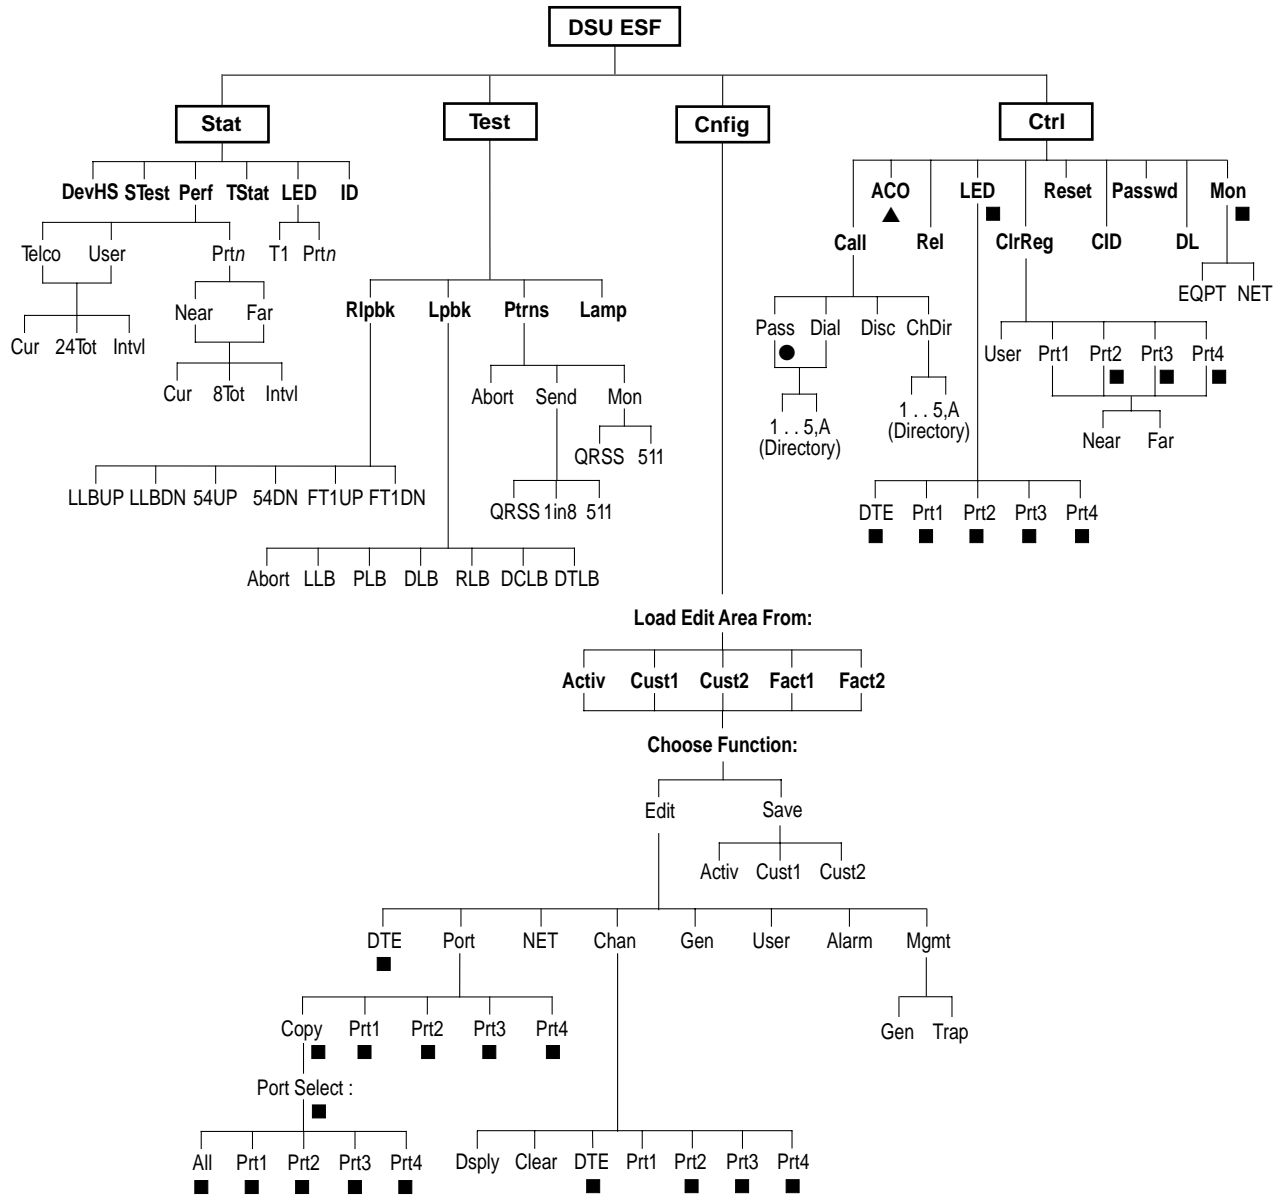 DSU ESF
Stat Test Cnfig Ctrl
DevHS STest Perf TStat LED ID
ACO LED Reset Passwd Mon
Call Rel ClrReg CID DL
Telco User Prtn T1 Prtn
EQPT NET
Near Far
Rlpbk Lpbk Ptrns Lamp
Pass Dial Disc ChDir
Cur 24Tot Intvl
User Prt1 Prt2 Prt3 Prt4
Cur 8Tot Intvl
Abort Send Mon
1 . . 5,A
(Directory)
1 . . 5,A
(Directory)
Near Far
QRSS 511
LLBUP LLBDN 54UP 54DN FT1UP FT1DN
QRSS 1in8 511
DTE Prt1 Prt2 Prt3 Prt4
Abort LLB PLB DLB RLB DCLB DTLB
Load Edit Area From:
Activ Cust1 Cust2 Fact1 Fact2
Choose Function:
Edit Save
Activ Cust1 Cust2
DTE Port NET Chan Gen User Alarm Mgmt
Copy Prt1 Prt2 Prt3 Prt4
Gen Trap
Port Select :
All Prt1 Prt2 Prt3 Prt4
Dsply Clear DTE Prt1 Prt2 Prt3 Prt4